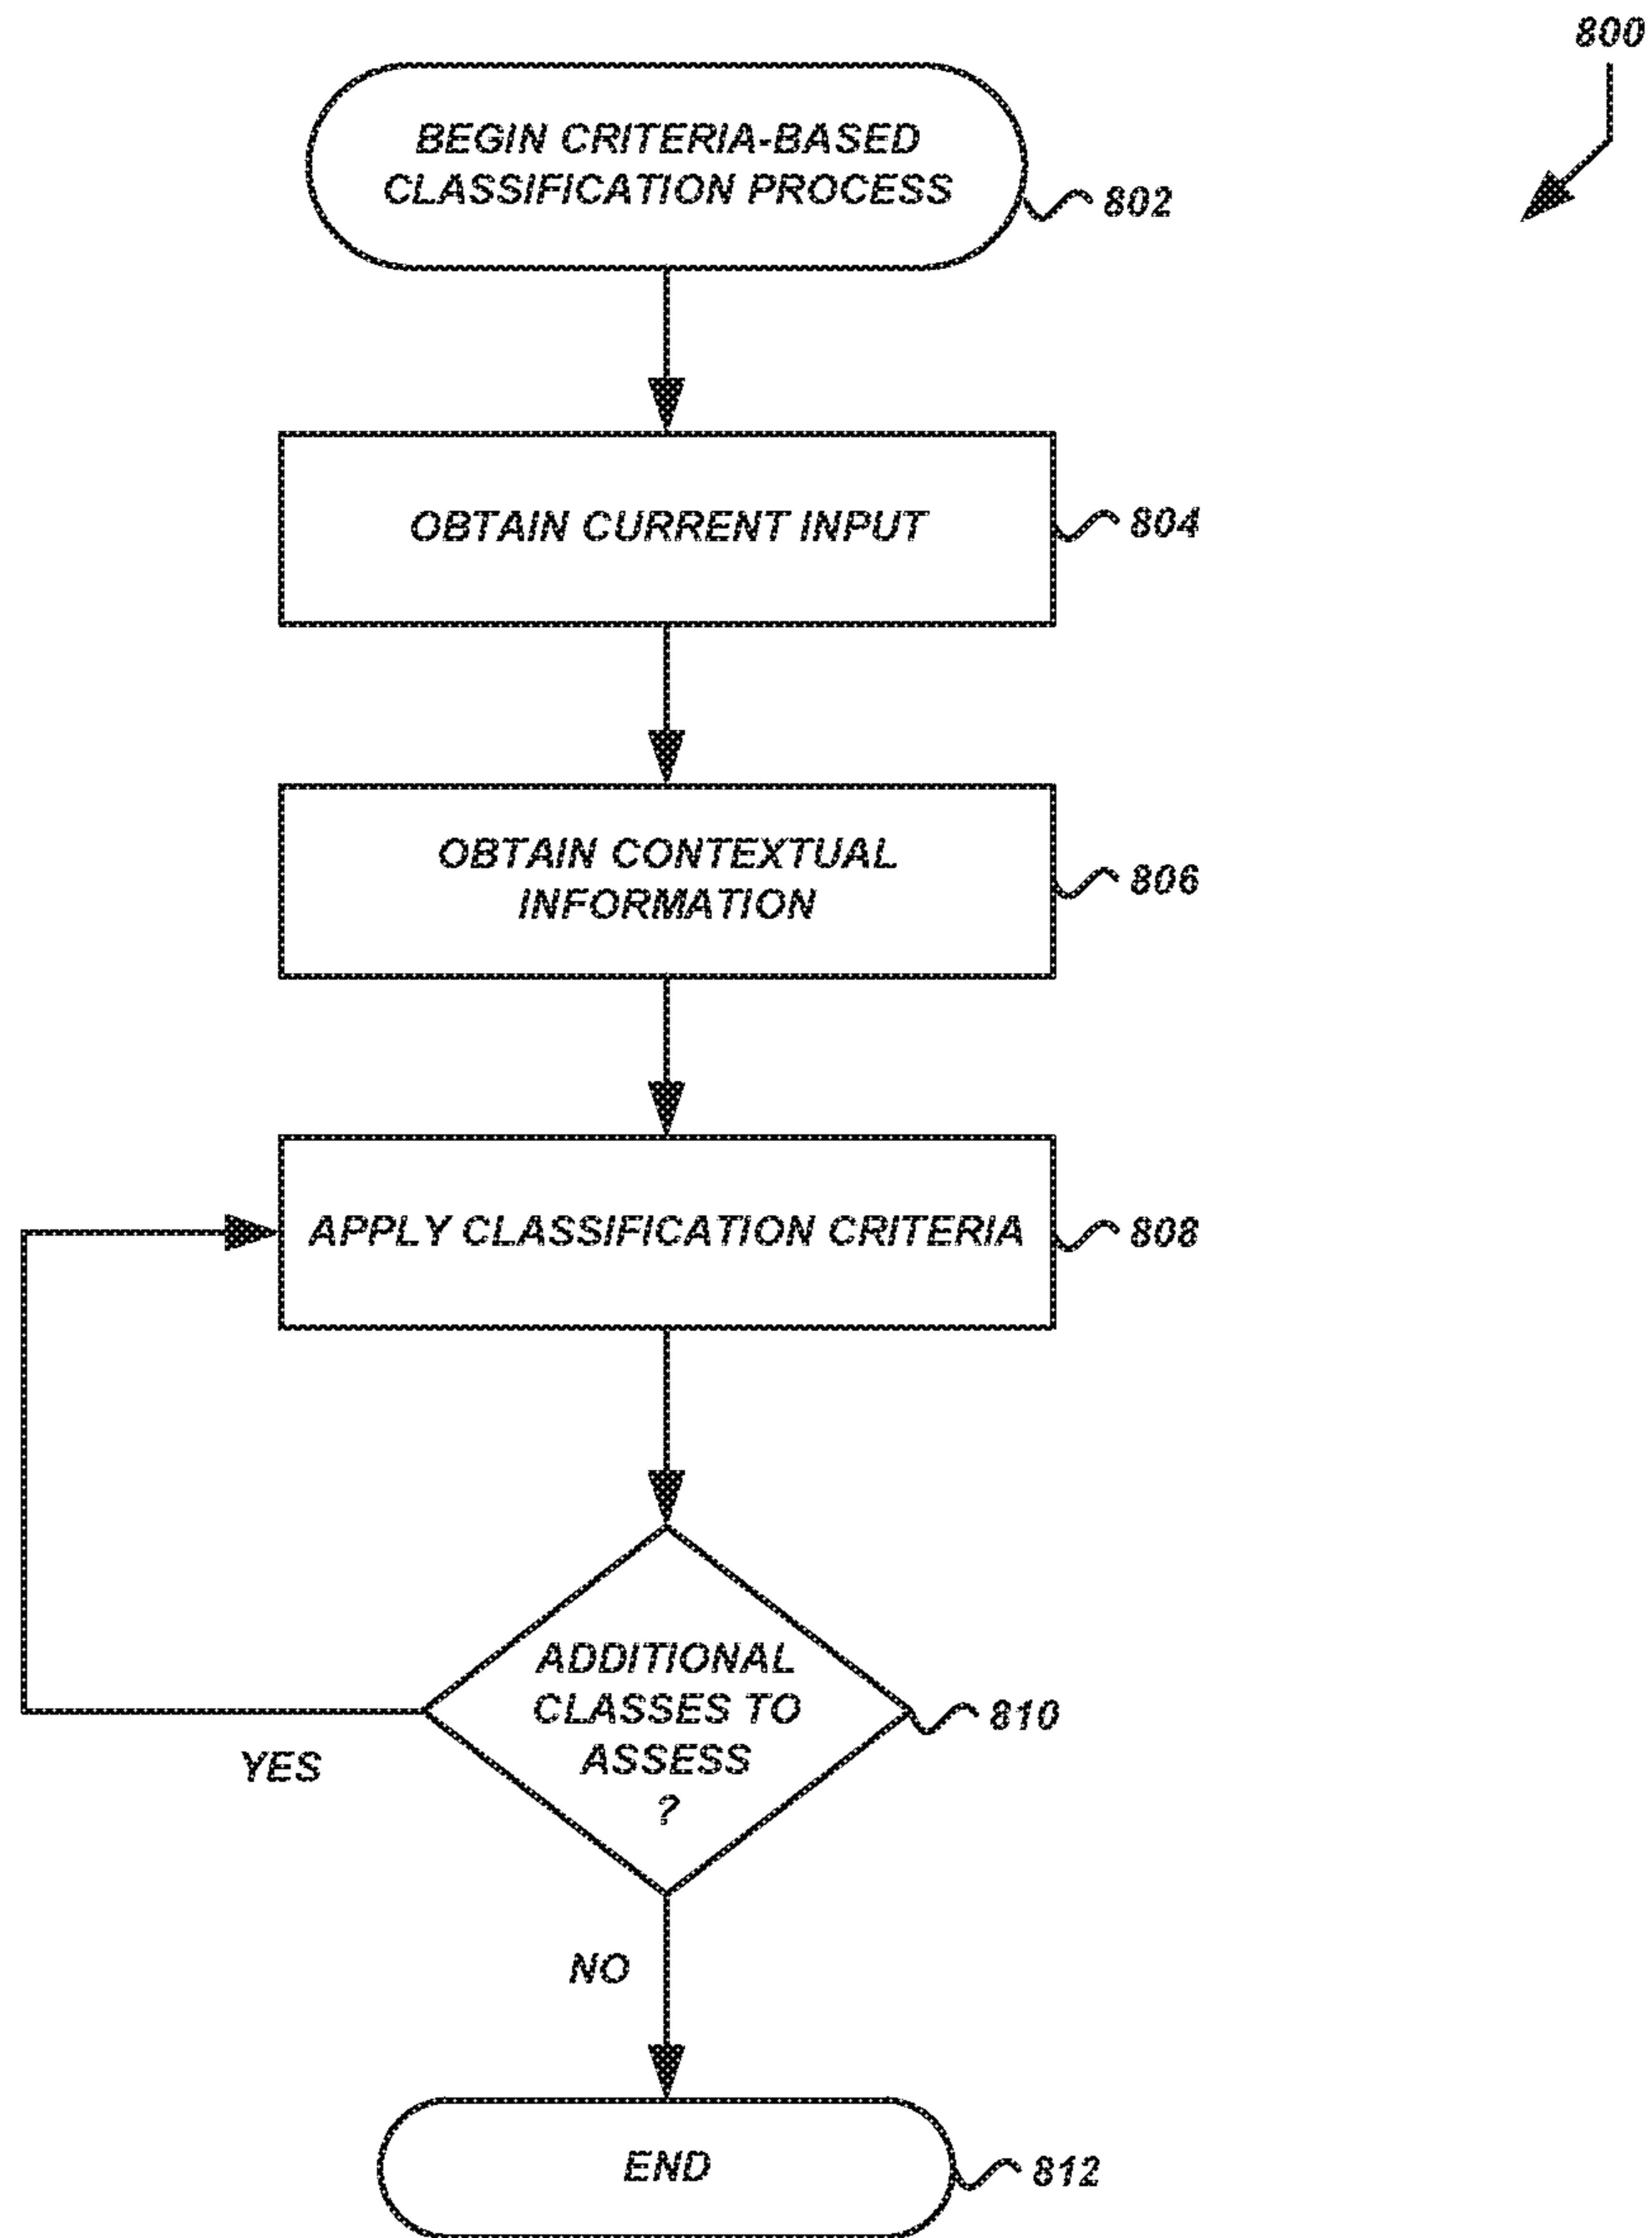 800
BEGIN CRITERIA-BASED
CLASSIFICATION PROCESS
802
OBTAIN CURRENT INPUT
804
OBTAIN CONTEXTUAL
INFORMATION
806
APPLY CLASSIFICATION CRITERIA
808
ADDITIONAL
CLASSES TO
ASSESS
?
810
YES
NO
END
812